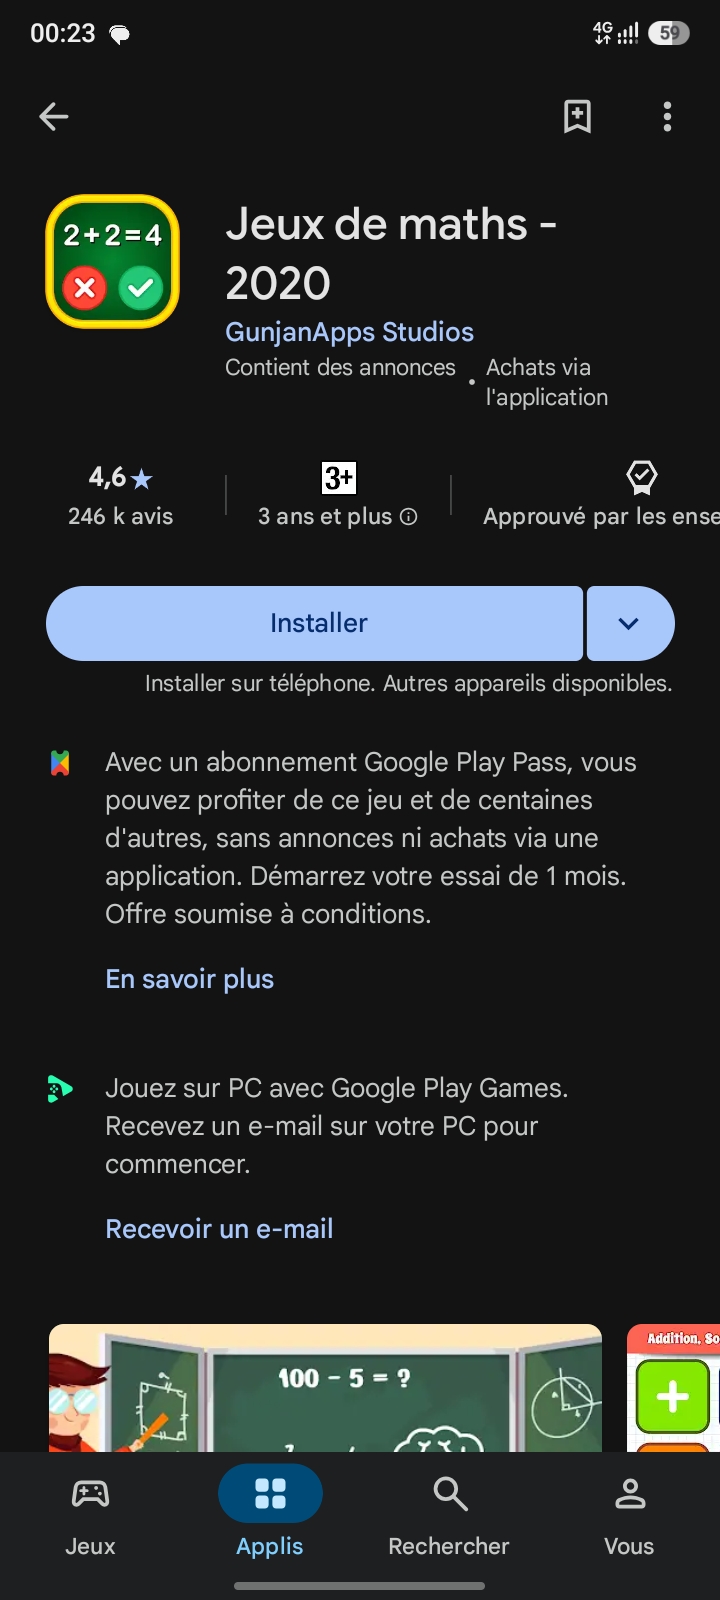 00:23
4G
59
2+2=4
Jeux de maths -
2020
GunjanApps Studios
Contient des annonces • Achats via
l'application
4,6★
246 k avis
3+
3 ans et plus
Approuvé par les ense
Installer
Installer sur téléphone. Autres appareils disponibles.
Avec un abonnement Google Play Pass, vous
pouvez profiter de ce jeu et de centaines
d'autres, sans annonces ni achats via une
application. Démarrez votre essai de 1 mois.
Offre soumise à conditions.
En savoir plus
Jouez sur PC avec Google Play Games.
Recevez un e-mail sur votre PC pour
commencer.
Recevoir un e-mail
100 - 5 = ?
Addition, So
Jeux
Applis
Rechercher
Vous